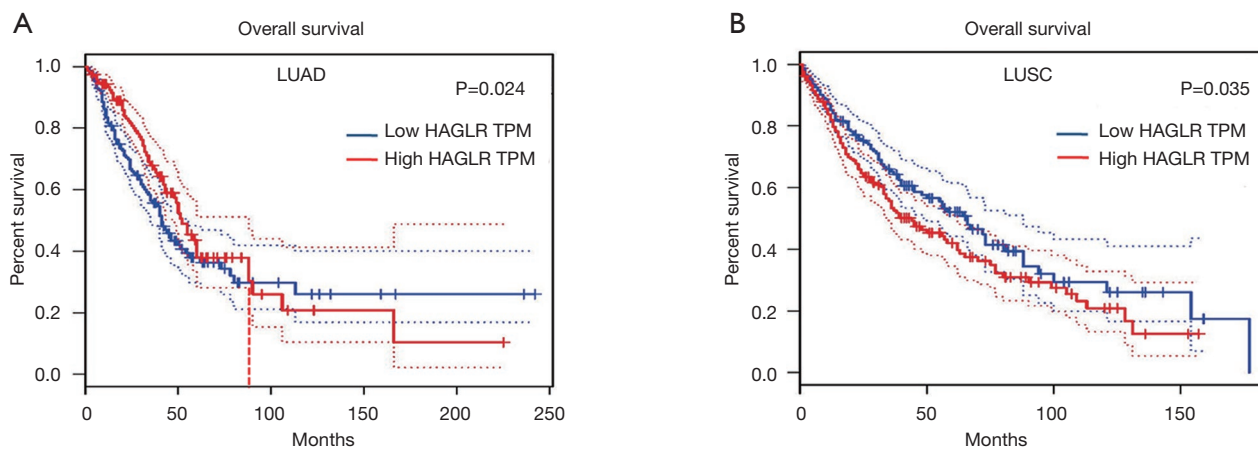 A
Overall survival
LUAD
P=0.024
Low HAGLR TPM
High HAGLR TPM
Percent survival
1.0
0.8
0.6
0.4
0.2
0.0
0 50 100 150 200 250
Months
B
Overall survival
LUSC
P=0.035
Low HAGLR TPM
High HAGLR TPM
Percent survival
1.0
0.8
0.6
0.4
0.2
0.0
0 50 100 150
Months